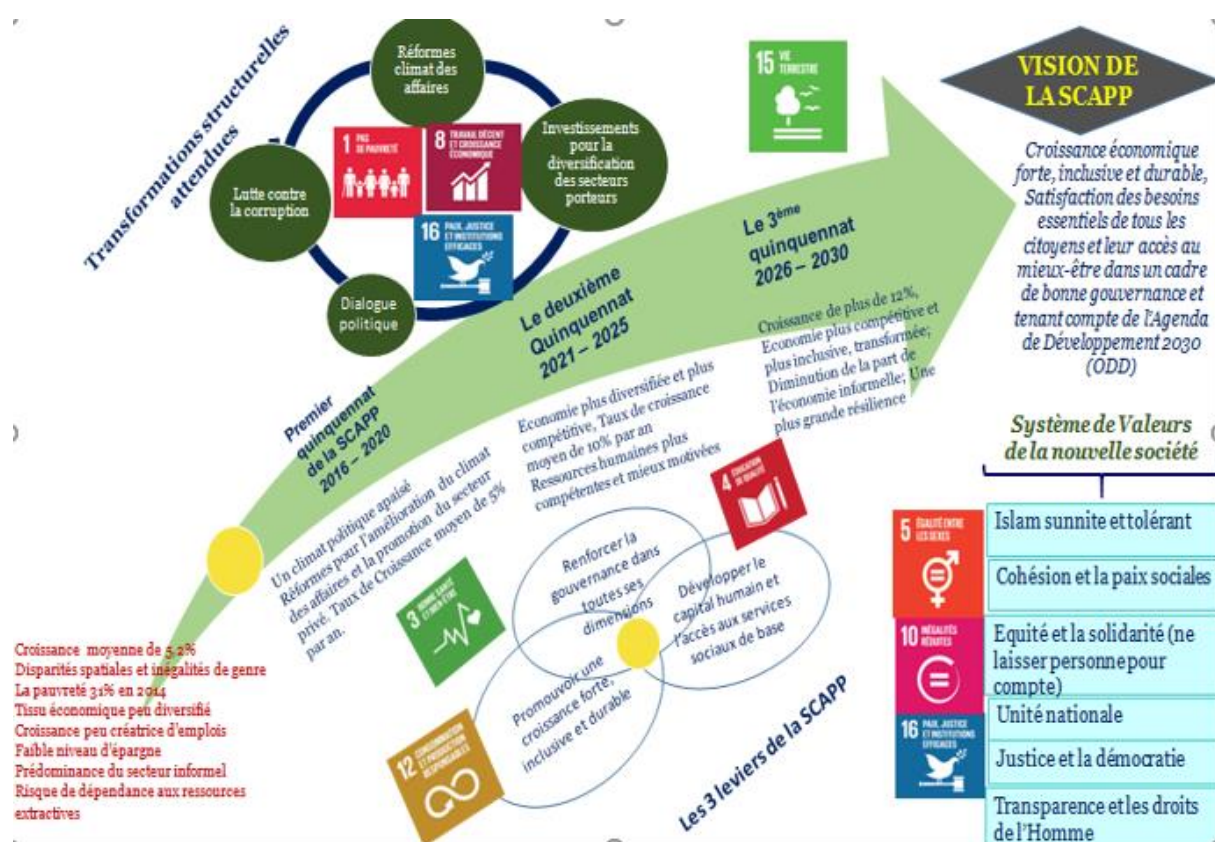 Transformations structurelles
attendues
Réformes
climat des
affaires
Investissements
pour la
diversification
des secteurs
porteurs
Lutte contre
la corruption
Dialogue
politique
1 PAS
DE PAUVRETÉ
8 TRAVAIL DÉCENT
ET CROISSANCE
ÉCONOMIQUE
16 PAIX, JUSTICE
ET INSTITUTIONS
EFFICACES
15 VIE
TERRESTRE
VISION DE
LA SCAPP
Croissance économique
forte, inclusive et durable,
Satisfaction des besoins
essentiels de tous les
citoyens et leur accès au
mieux-être dans un cadre
de bonne gouvernance et
tenant compte de l'Agenda
de Développement 2030
(ODD)
Premier
quinquennat
de la SCAPP
2016 – 2020
Le deuxième
Quinquennat
2021 – 2025
Le 3ème
quinquennat
2026 – 2030
Un climat politique apaisé
Réformes pour l'amélioration du climat
des affaires et la promotion du secteur
privé, Taux de Croissance moyen de 5%
par an.
Economie plus diversifiée et plus
compétitive, Taux de croissance
moyen de 10% par an
Ressources humaines plus
compétentes et mieux motivées
Croissance de plus de 12%,
Economie plus compétitive et
plus inclusive, transformée;
Diminution de la part de
l'économie informelle; Une
plus grande résilience
Croissance moyenne de 5.2%
Disparités spatiales et inégalités de genre
La pauvreté 31% en 2014
Tissu économique peu diversifié
Croissance peu créatrice d'emplois
Faible niveau d'épargne
Prédominance du secteur informel
Risque de dépendance aux ressources
extractives
3 BONNE SANTÉ
ET BIEN-ÊTRE
4 ÉDUCATION
DE QUALITÉ
12 CONSOMMATION
ET PRODUCTION
RESPONSABLES
Renforcer la
gouvernance dans
toutes ses
dimensions
Développer le
capital humain et
l'accès aux services
sociaux de base
Promouvoir une
croissance forte,
inclusive et durable
Les 3 leviers de la SCAPP
Système de Valeurs
de la nouvelle société
5 ÉGALITÉ ENTRE
LES SEXES
10 INÉGALITÉS
RÉDUITES
16 PAIX, JUSTICE
ET INSTITUTIONS
EFFICACES
Islam sunnite et tolérant
Cohésion et la paix sociales
Equité et la solidarité (ne
laisser personne pour
compte)
Unité nationale
Justice et la démocratie
Transparence et les droits
de l'Homme